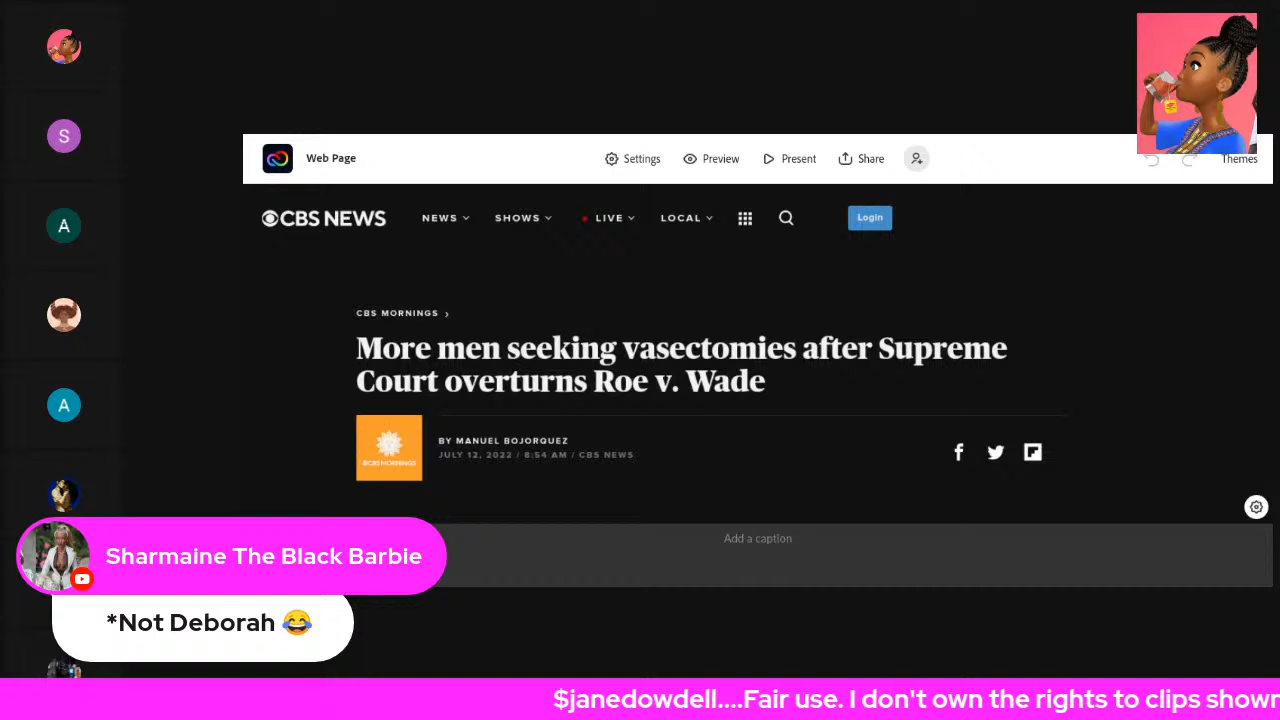 Web Page
Settings
Preview
Present
Share
Themes
CBS NEWS
NEWS
SHOWS
LIVE
LOCAL
Login
S
A
A
CBS MORNINGS
More men seeking vasectomies after Supreme
Court overturns Roe v. Wade
CBS MORNINGS
BY MANUEL BOJORQUEZ
JULY 12, 2022 / 8:54 AM / CBS NEWS
Add a caption
Sharmaine The Black Barbie
*Not Deborah 😂
$janedowdell....Fair use. I don't own the rights to clips shown